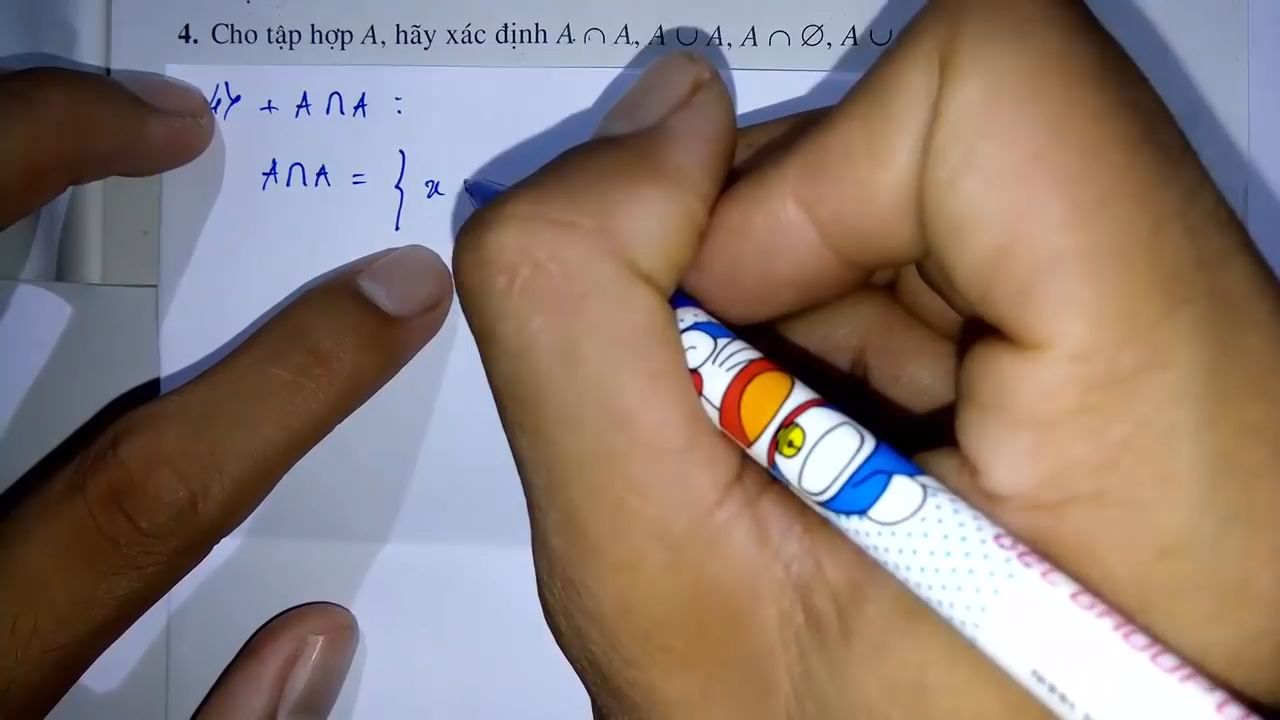 4. Cho tập hợp A, hãy xác định A ∩ A, A ∪ A, A ∩ Ø, A ∪
+ A ∩ A :
A ∩ A = { x